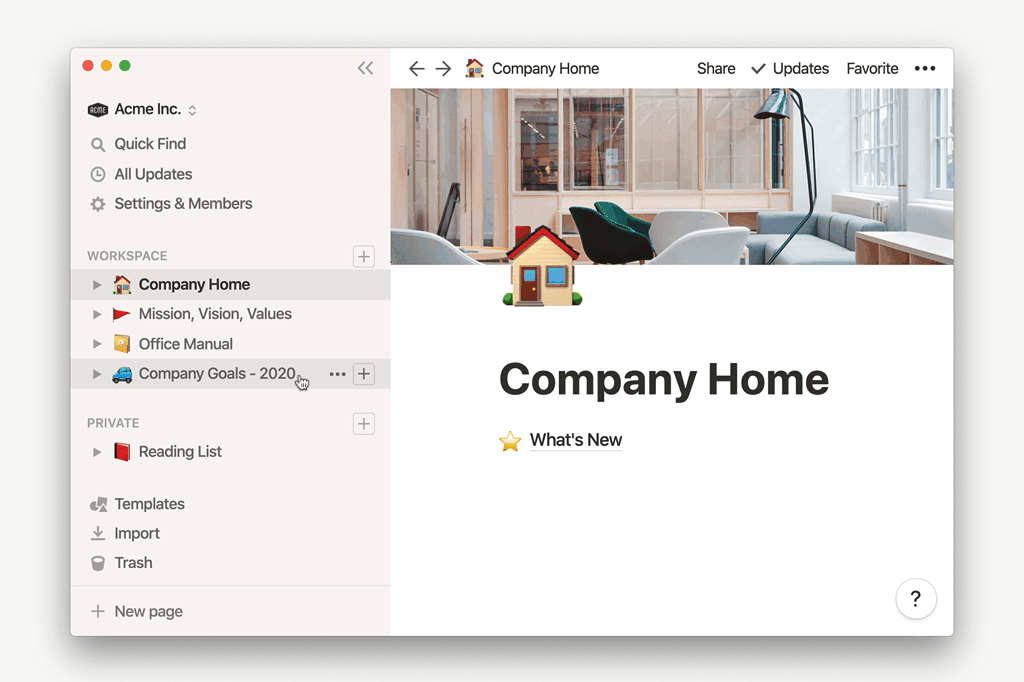 Company Home
Share
Updates
Favorite
ACME
Acme Inc.
Quick Find
All Updates
Settings & Members
WORKSPACE
Company Home
Mission, Vision, Values
Office Manual
Company Goals - 2020
PRIVATE
Reading List
Templates
Import
Trash
New page
Company Home
What's New
?